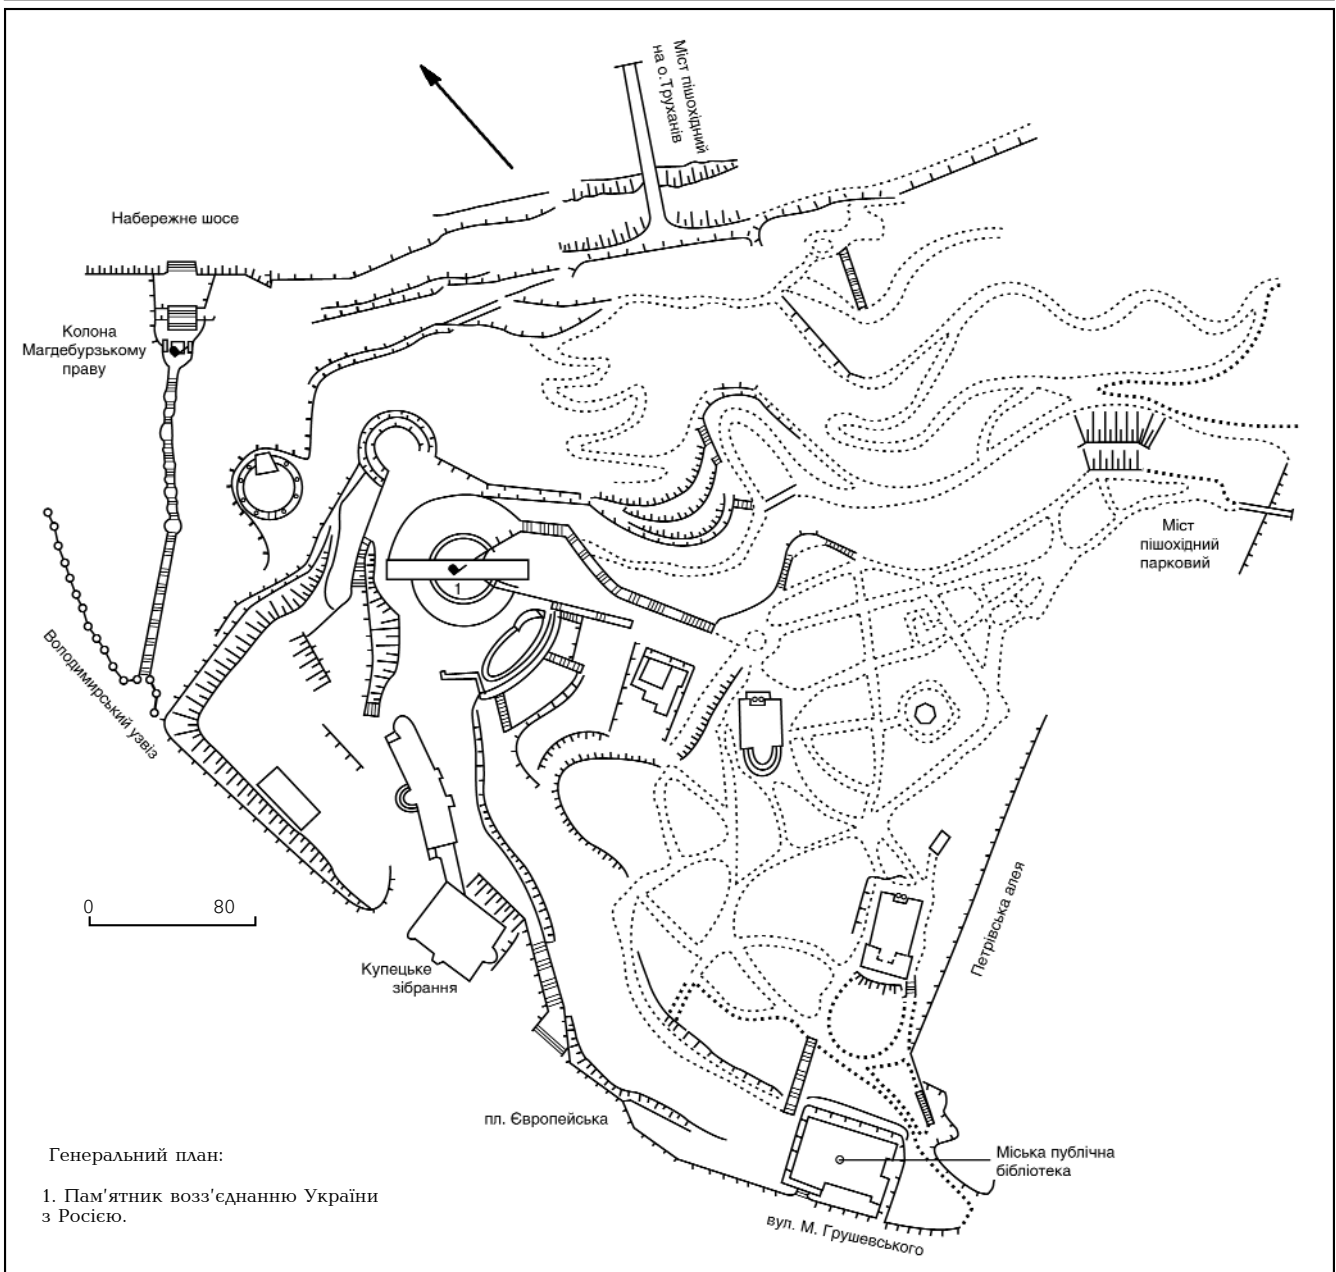 Міст пішохідний
на о.Труханів
Набережне шосе
Колона
Магдебурзькому
праву
Міст
пішохідний
парковий
1
Володимирський узвіз
0 80
Петрівська алея
Купецьке
зібрання
пл. Європейська
Міська публічна
бібліотека
вул. М. Грушевського
Генеральний план:
1. Пам'ятник возз'єднанню України
з Росією.